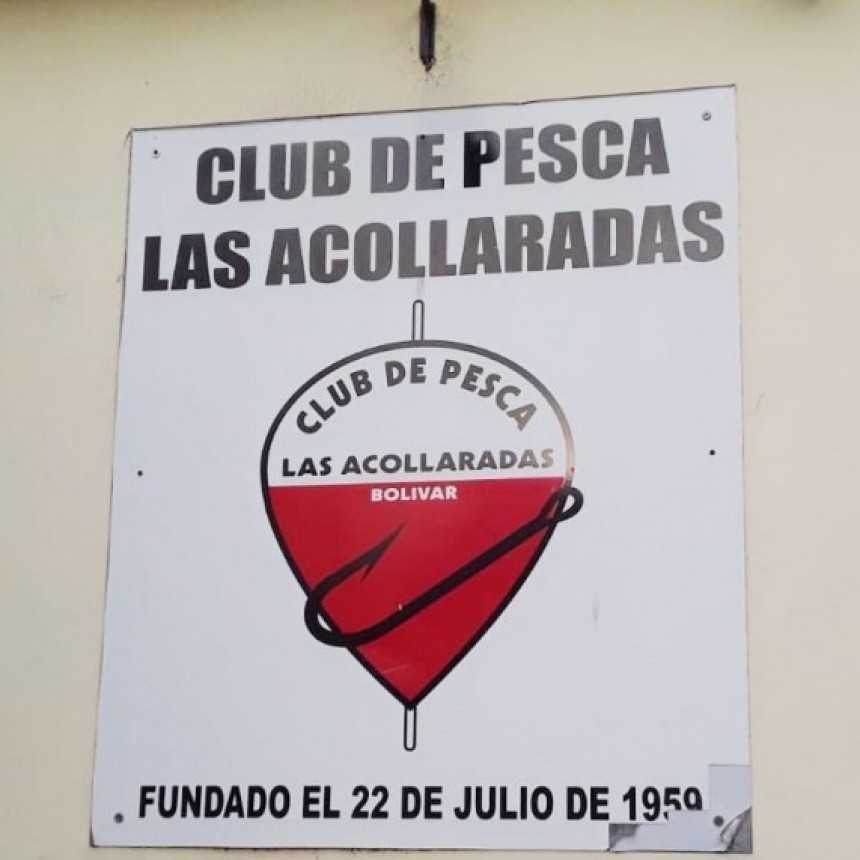 CLUB DE PESCA
LAS ACOLLARADAS
CLUB DE PESCA
LAS ACOLLARADAS
BOLIVAR
FUNDADO EL 22 DE JULIO DE 1959